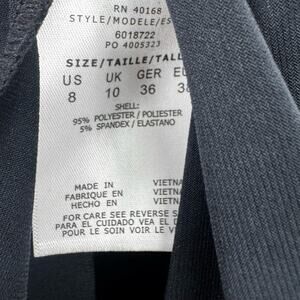 RN 40168
STYLE/MODELE/ES
6018722
PO 4005323
SIZE/TAILLE/TALL
US UK GER EU
8 10 36 38
SHELL:
95% POLYESTER / POLIESTER
5% SPANDEX / ELASTANO
MADE IN VIETNA
FABRIQUE EN VIETNA
HECHO EN VIETNA
FOR CARE SEE REVERSE S
PARA EL CUIDADO VEA EL D
POUR LE SOIN VOIR LE V